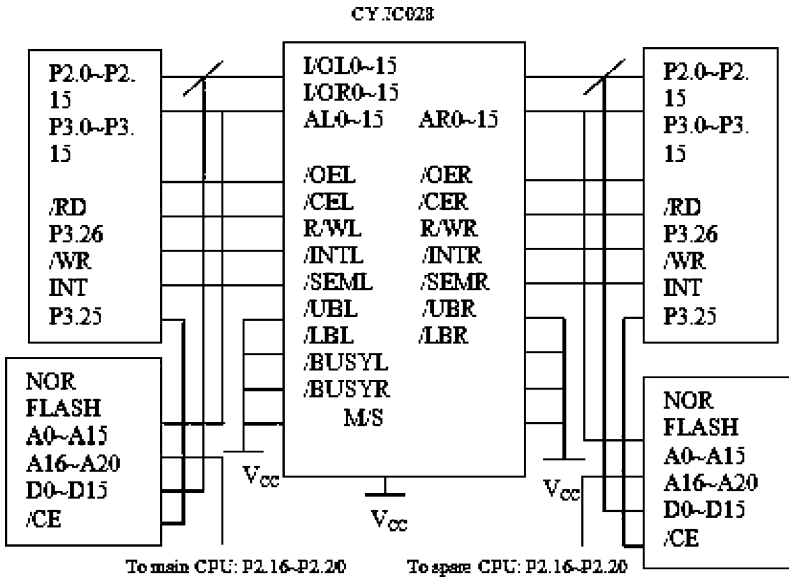 CY7C028
P2.0~P2.
15
P3.0~P3.
15
/RD
P3.26
/WR
INT
P3.25
I/OL0~15
I/OR0~15
AL0~15 AR0~15
/OEL /OER
/CEL /CER
R/WL R/WR
/INTL /INTR
/SEML /SEMR
/UBL /UBR
/LBL /LBR
/BUSYL
/BUSYR
M/S
P2.0~P2.
15
P3.0~P3.
15
/RD
P3.26
/WR
INT
P3.25
NOR
FLASH
A0~A15
A16~A20
D0~D15
/CE
VCC
VCC
VCC
NOR
FLASH
A0~A15
A16~A20
D0~D15
/CE
To main CPU: P2.16~P2.20
To spare CPU: P2.16~P2.20